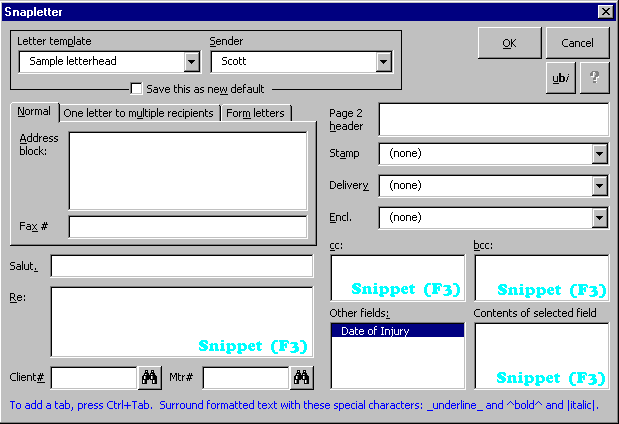 Snapletter
Letter template
Sender
Sample letterhead
Scott
Save this as new default
OK
Cancel
ubi
?
Normal
One letter to multiple recipients
Form letters
Address
block:
Fax #
Page 2
header
Stamp
(none)
Delivery
(none)
Encl.
(none)
Salut.
Re:
Snippet (F3)
cc:
Snippet (F3)
bcc:
Snippet (F3)
Other fields:
Date of Injury
Contents of selected field
Snippet (F3)
Client#
Mtr#
To add a tab, press Ctrl+Tab. Surround formatted text with these special characters: _underline_ and ^bold^ and |italic|.